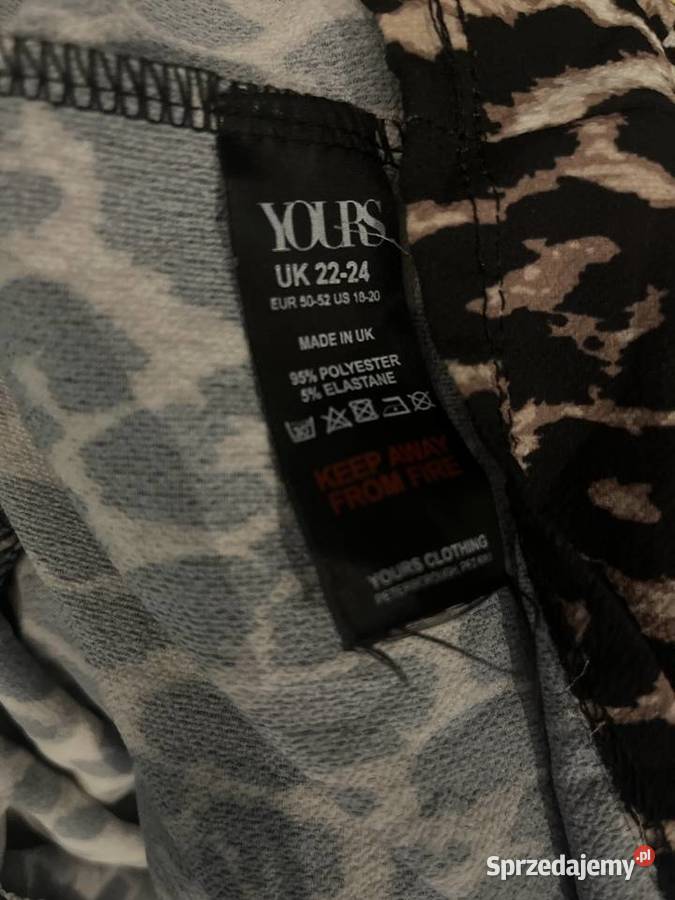 YOURS
UK 22-24
EUR 50-52 US 18-20
MADE IN UK
95% POLYESTER
5% ELASTANE
KEEP AWAY
FROM FIRE
YOURS CLOTHING
PETERBOROUGH
Sprzedajemy.pl